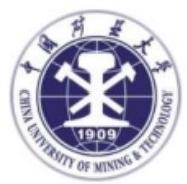 中国矿业大学
1909
CHINA UNIVERSITY OF MINING & TECHNOLOGY